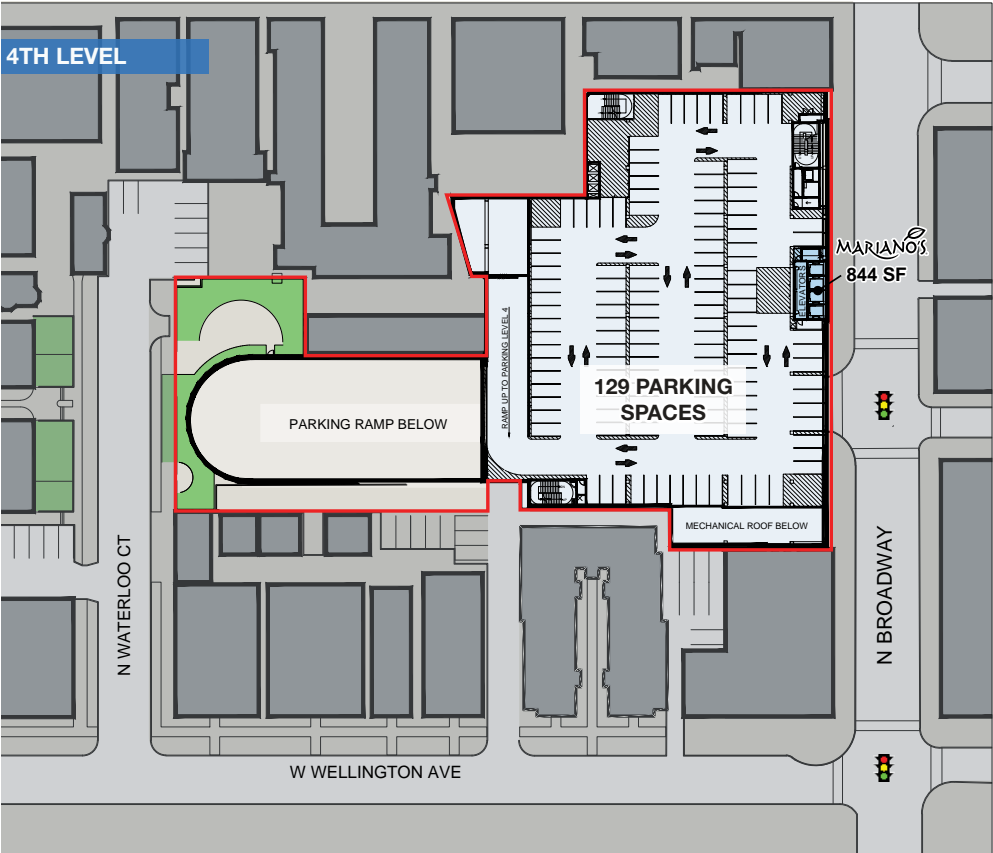 4TH LEVEL
MARIANO'S
844 SF
ELEVATORS
RAMP UP TO PARKING LEVEL 4
129 PARKING
SPACES
PARKING RAMP BELOW
MECHANICAL ROOF BELOW
N WATERLOO CT
N BROADWAY
W WELLINGTON AVE